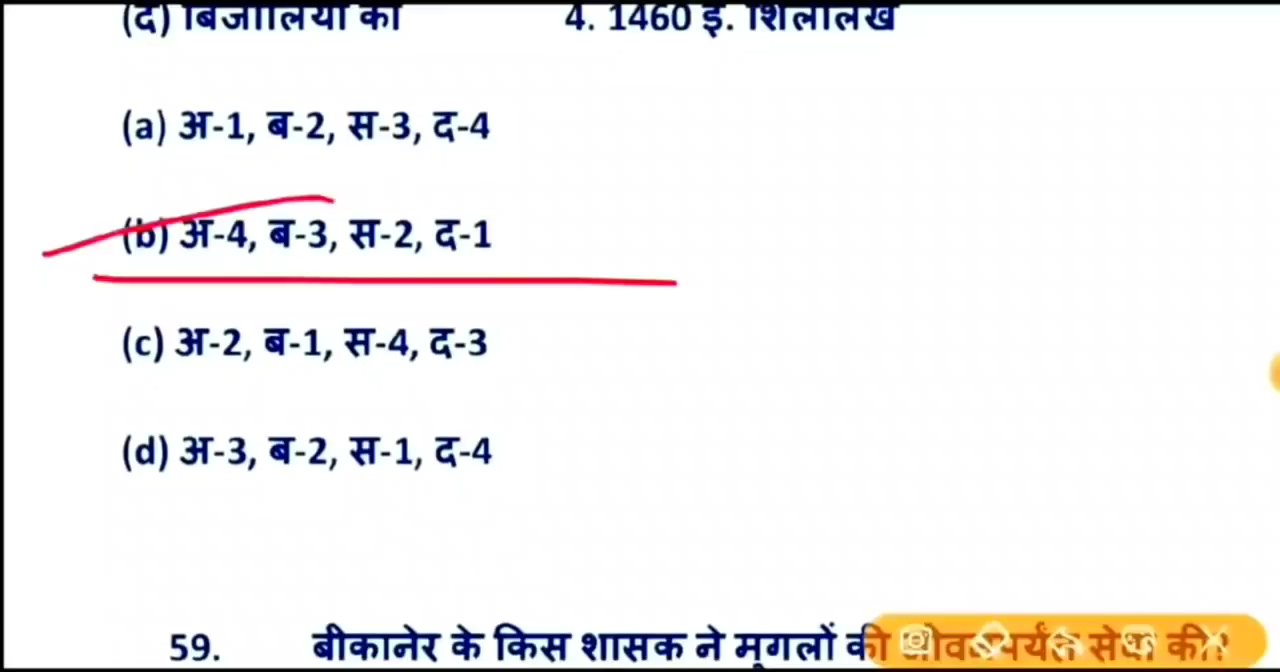 (द) बिजोलिया का 4. 1460 ई. शिलालेख
(a) अ-1, ब-2, स-3, द-4
(b) अ-4, ब-3, स-2, द-1
(c) अ-2, ब-1, स-4, द-3
(d) अ-3, ब-2, स-1, द-4
59. बीकानेर के किस शासक ने मुगलों की सेवा की?